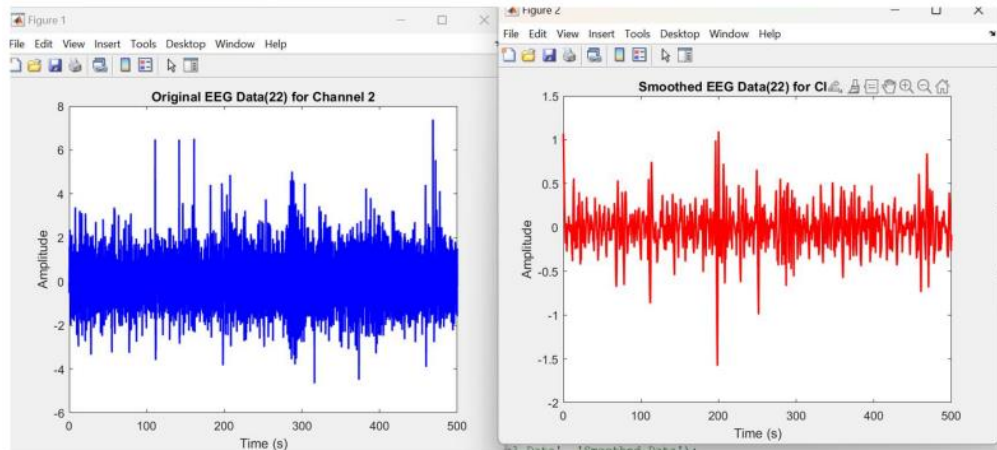 Figure 1
File Edit View Insert Tools Desktop Window Help
Original EEG Data(22) for Channel 2
8
6
4
2
0
-2
-4
-6
Amplitude
0 100 200 300 400 500
Time (s)
Figure 2
File Edit View Insert Tools Desktop Window Help
Smoothed EEG Data(22) for
1.5
1
0.5
0
-0.5
-1
-1.5
-2
Amplitude
0 100 200 300 400 500
Time (s)